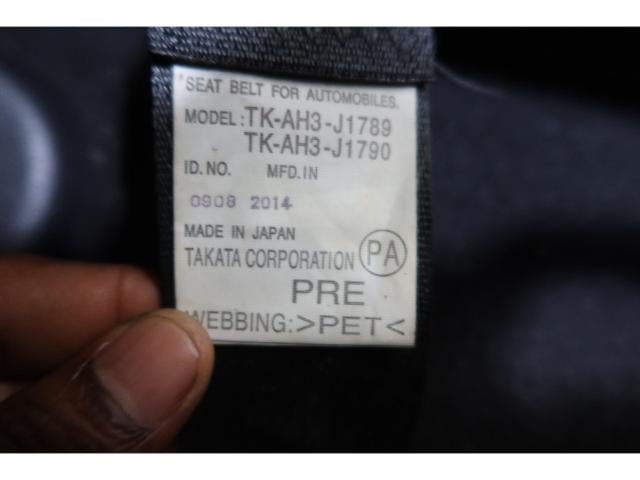 SEAT BELT FOR AUTOMOBILES.
MODEL: TK-AH3-J1789
TK-AH3-J1790
ID. NO. MFD. IN
0908 2014
MADE IN JAPAN
TAKATA CORPORATION PA
PRE
WEBBING: >PET<